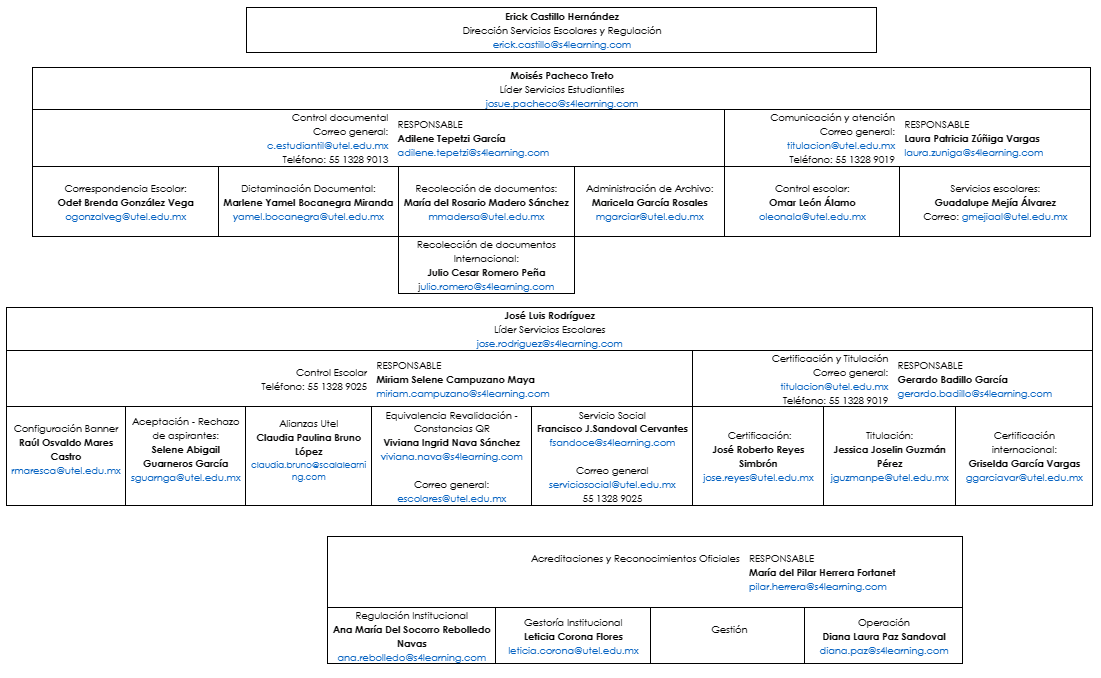 Erick Castillo Hernández
Dirección Servicios Escolares y Regulación
erick.castillo@s4learning.com
Moisés Pacheco Treto
Líder Servicios Estudiantiles
josue.pacheco@s4learning.com
Control documental
Correo general:
c.estudiantil@utel.edu.mx
Teléfono: 55 1328 9013
RESPONSABLE
Adilene Tepetzi García
adilene.tepetzi@s4learning.com
Comunicación y atención
Correo general:
titulacion@utel.edu.mx
Teléfono: 55 1328 9019
RESPONSABLE
Laura Patricia Zúñiga Vargas
laura.zuniga@s4learning.com
Correspondencia Escolar:
Odet Brenda González Vega
ogonzalveg@utel.edu.mx
Dictaminación Documental:
Marlene Yamel Bocanegra Miranda
yamel.bocanegra@utel.edu.mx
Recolección de documentos:
María del Rosario Madero Sánchez
mmadersa@utel.edu.mx
Administración de Archivo:
Maricela García Rosales
mgarciar@utel.edu.mx
Control escolar:
Omar León Álamo
oleonala@utel.edu.mx
Servicios escolares:
Guadalupe Mejía Álvarez
Correo: gmejiaal@utel.edu.mx
Recolección de documentos
Internacional:
Julio Cesar Romero Peña
julio.romero@s4learning.com
José Luis Rodríguez
Líder Servicios Escolares
jose.rodriguez@s4learning.com
Control Escolar
Teléfono: 55 1328 9025
RESPONSABLE
Miriam Selene Campuzano Maya
miriam.campuzano@s4learning.com
Certificación y Titulación
Correo general:
titulacion@utel.edu.mx
Teléfono: 55 1328 9019
RESPONSABLE
Gerardo Badillo García
gerardo.badillo@s4learning.com
Configuración Banner
Raúl Osvaldo Mares
Castro
rmaresca@utel.edu.mx
Aceptación - Rechazo
de aspirantes:
Selene Abigail
Guarneros García
sguarnga@utel.edu.mx
Alianzas Utel
Claudia Paulina Bruno
López
claudia.bruno@scalalearni
ng.com
Equivalencia Revalidación -
Constancias QR
Viviana Ingrid Nava Sánchez
viviana.nava@s4learning.com
Correo general:
escolares@utel.edu.mx
Servicio Social
Francisco J.Sandoval Cervantes
fsandoce@s4learning.com
Correo general
serviciosocial@utel.edu.mx
55 1328 9025
Certificación:
José Roberto Reyes
Simbrón
jose.reyes@utel.edu.mx
Titulación:
Jessica Joselin Guzmán
Pérez
jguzmanpe@utel.edu.mx
Certificación
internacional:
Griselda García Vargas
ggarciavar@utel.edu.mx
Acreditaciones y Reconocimientos Oficiales
RESPONSABLE
María del Pilar Herrera Fortanet
pilar.herrera@s4learning.com
Regulación Institucional
Ana María Del Socorro Rebolledo
Navas
ana.rebolledo@s4learning.com
Gestoría Institucional
Leticia Corona Flores
leticia.corona@utel.edu.mx
Gestión
Operación
Diana Laura Paz Sandoval
diana.paz@s4learning.com